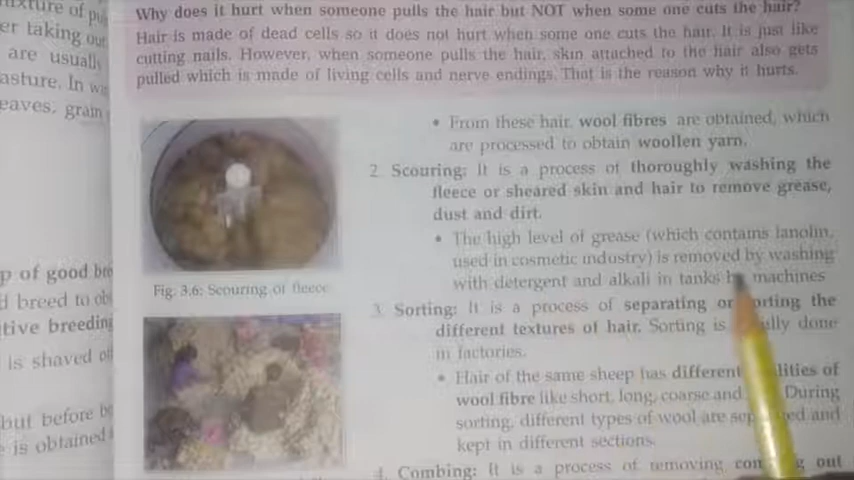 er taking out
are usually
asture. In
eaves, gram
p of good
d breed to
tive breeding
is shaved
but before
is obtained
Why does it hurt when someone pulls the hair but NOT when some one cuts the hair?
Hair is made of dead cells so it does not hurt when some one cuts the hair. It is just like
cutting nails. However, when someone pulls the hair, skin attached to the hair also gets
pulled which is made of living cells and nerve endings. That is the reason why it hurts.
• From these hair, wool fibres are obtained, which
are processed to obtain woollen yarn.
2. Scouring: It is a process of thoroughly washing the
fleece or sheared skin and hair to remove grease,
dust and dirt.
• The high level of grease (which contains lanolin,
used in cosmetic industry) is removed by washing
with detergent and alkali in tanks by machines
Fig. 3.6: Scouring of fleece
3. Sorting: It is a process of separating or sorting the
different textures of hair. Sorting is usually done
in factories.
• Hair of the same sheep has different qualities of
wool fibre like short, long, coarse and During
sorting, different types of wool are separated and
kept in different sections.
4. Combing: It is a process of removing out